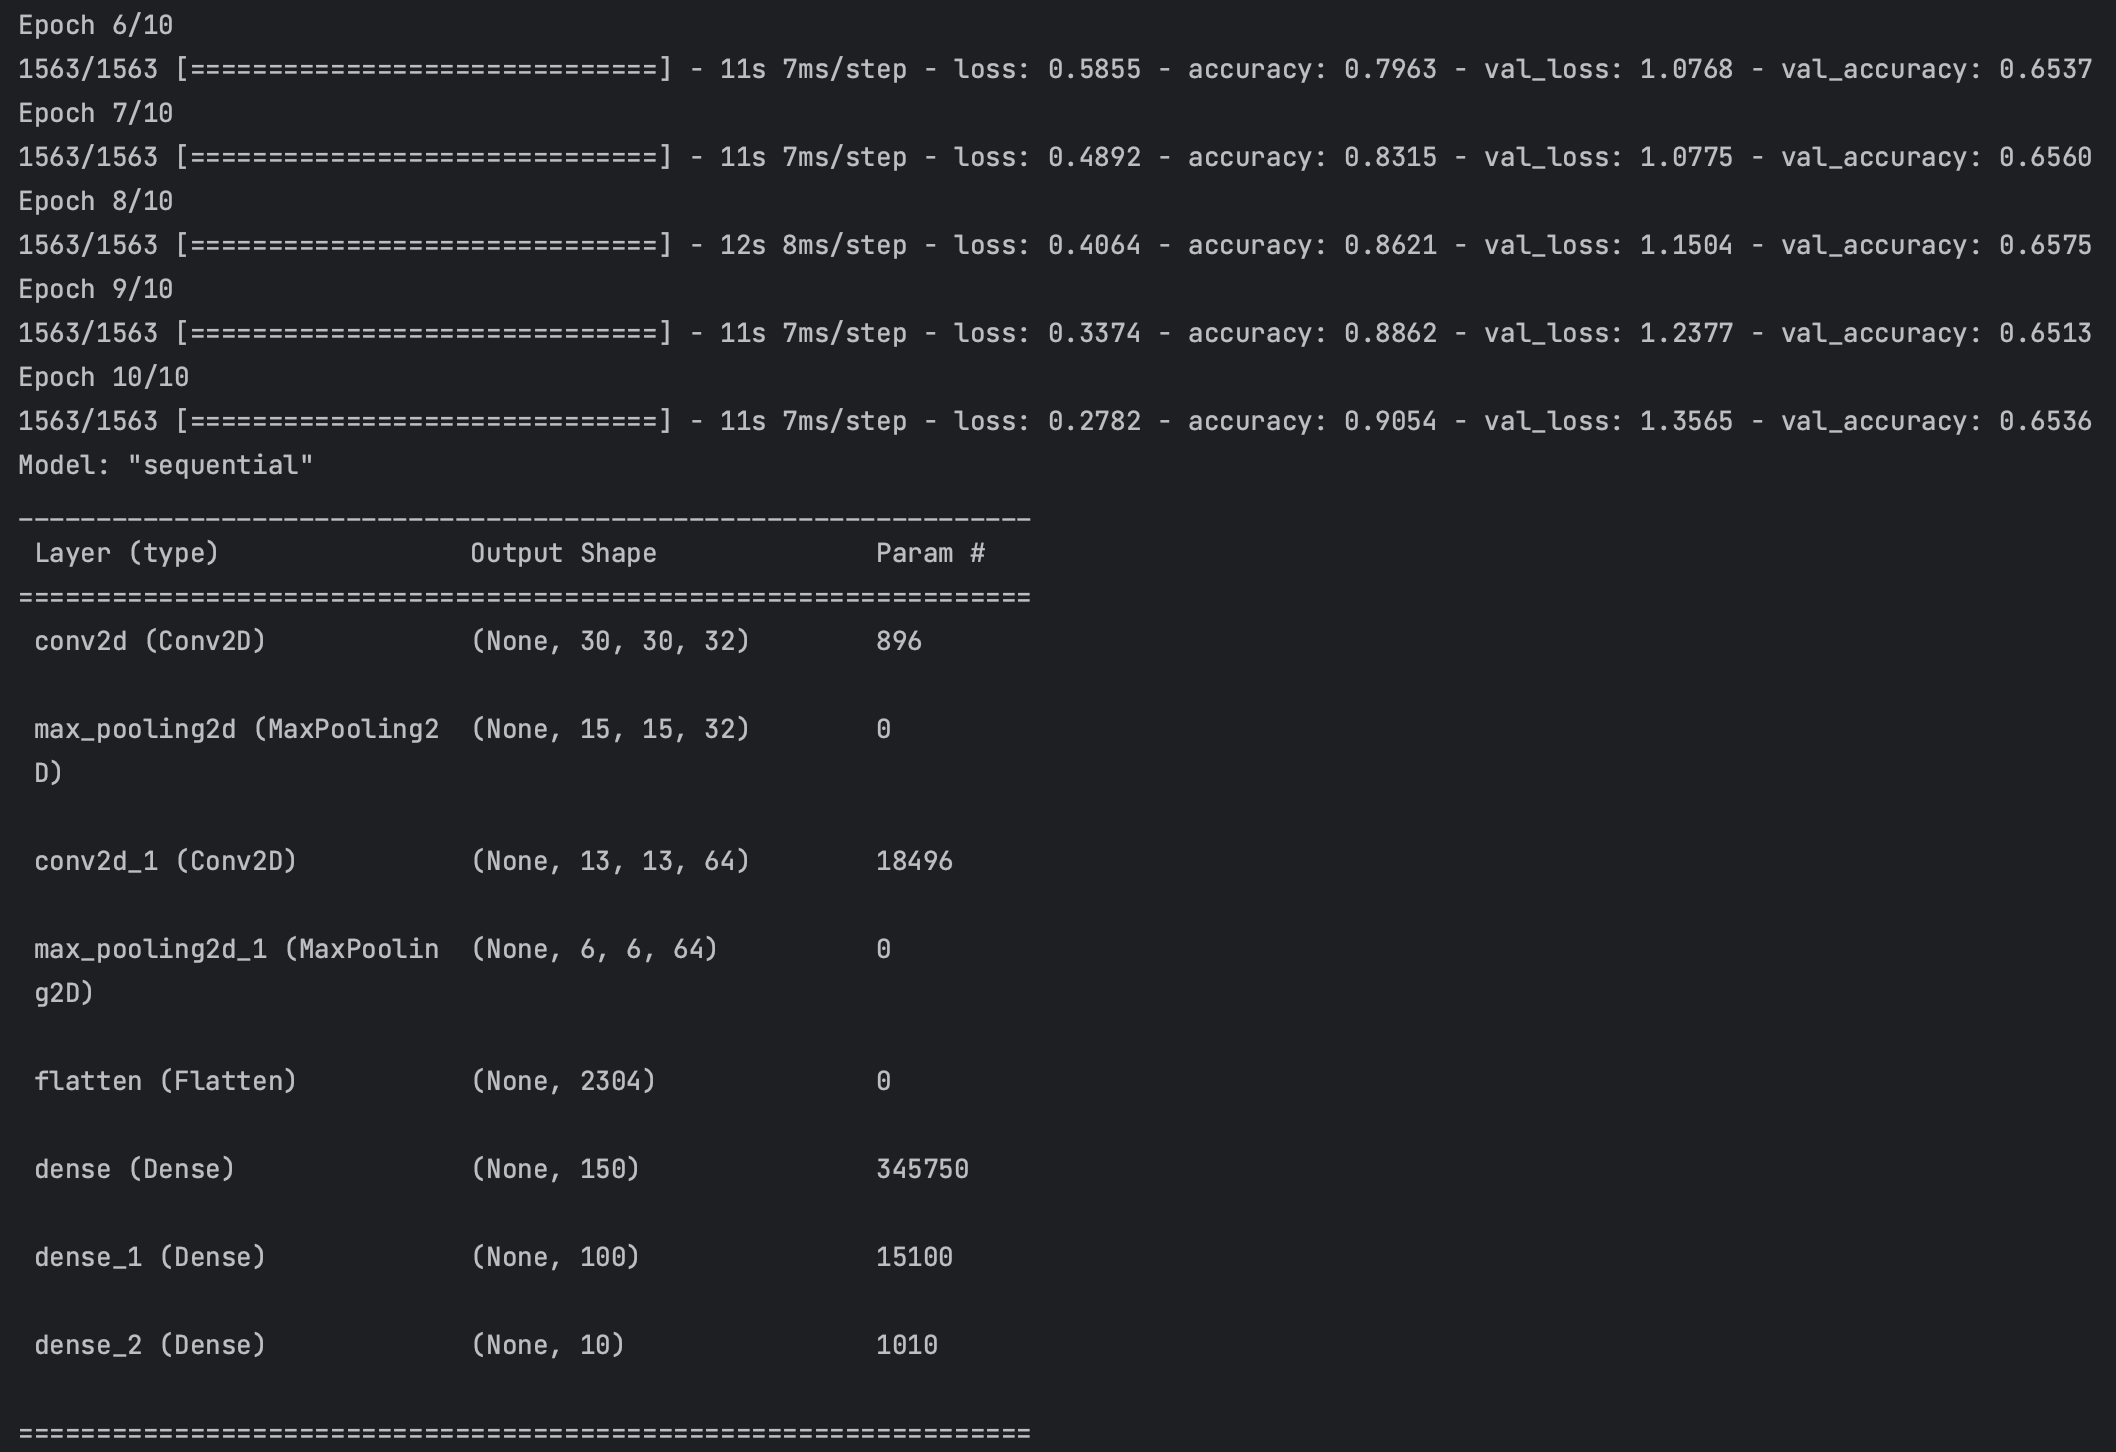 Epoch 6/10
1563/1563 [==============================] - 11s 7ms/step - loss: 0.5855 - accuracy: 0.7963 - val_loss: 1.0768 - val_accuracy: 0.6537
Epoch 7/10
1563/1563 [==============================] - 11s 7ms/step - loss: 0.4892 - accuracy: 0.8315 - val_loss: 1.0775 - val_accuracy: 0.6560
Epoch 8/10
1563/1563 [==============================] - 12s 8ms/step - loss: 0.4064 - accuracy: 0.8621 - val_loss: 1.1504 - val_accuracy: 0.6575
Epoch 9/10
1563/1563 [==============================] - 11s 7ms/step - loss: 0.3374 - accuracy: 0.8862 - val_loss: 1.2377 - val_accuracy: 0.6513
Epoch 10/10
1563/1563 [==============================] - 11s 7ms/step - loss: 0.2782 - accuracy: 0.9054 - val_loss: 1.3565 - val_accuracy: 0.6536
Model: "sequential"
_________________________________________________________________
 Layer (type)                Output Shape              Param #
=================================================================
 conv2d (Conv2D)             (None, 30, 30, 32)        896
 max_pooling2d (MaxPooling2  (None, 15, 15, 32)        0
 D)
 conv2d_1 (Conv2D)           (None, 13, 13, 64)        18496
 max_pooling2d_1 (MaxPoolin  (None, 6, 6, 64)          0
 g2D)
 flatten (Flatten)           (None, 2304)              0
 dense (Dense)               (None, 150)               345750
 dense_1 (Dense)             (None, 100)               15100
 dense_2 (Dense)             (None, 10)                1010
=================================================================